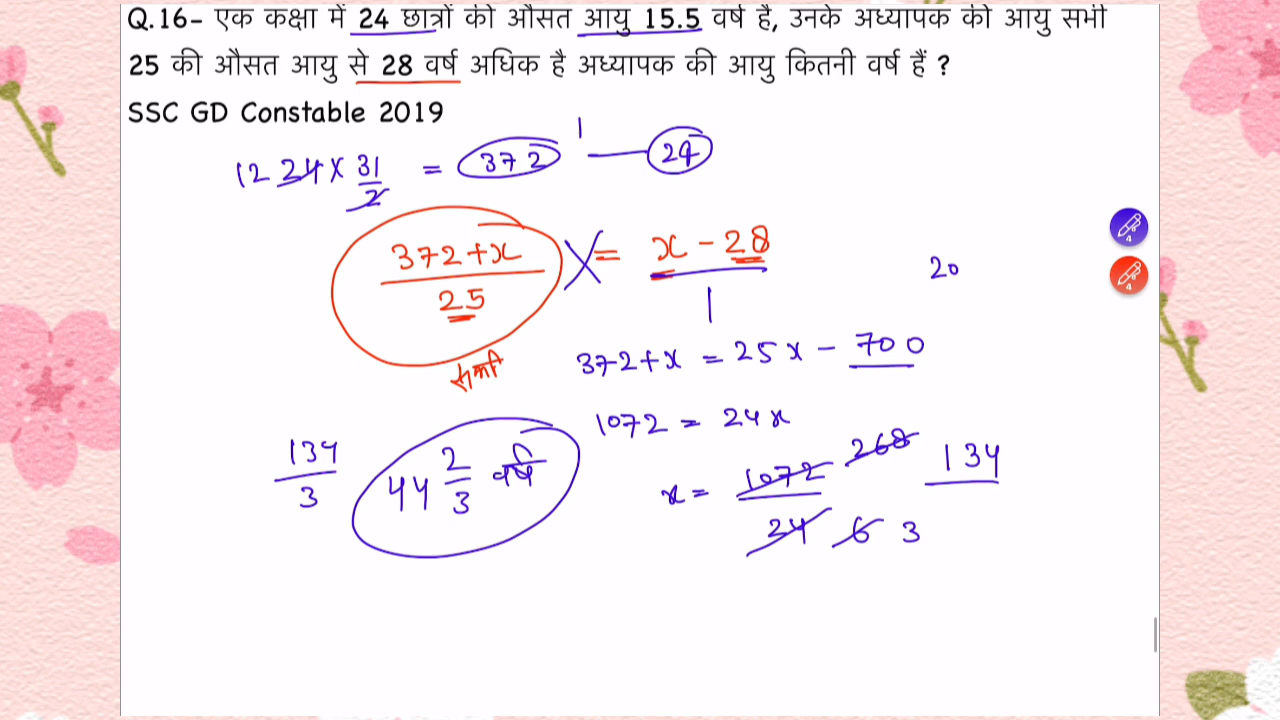 Q.16- एक कक्षा में 24 छात्रों की औसत आयु 15.5 वर्ष है, उनके अध्यापक की आयु सभी
25 की औसत आयु से 28 वर्ष अधिक है अध्यापक की आयु कितनी वर्ष हैं ?
SSC GD Constable 2019
12 24 X 31/2 = 372 1 — 24
(372+x)/25 = (x - 28)/1
20
सभी
372+x = 25x - 700
1072 = 24x
134/3 44 2/3 वर्ष
x = 1072/24 268/6 134/3
4
4